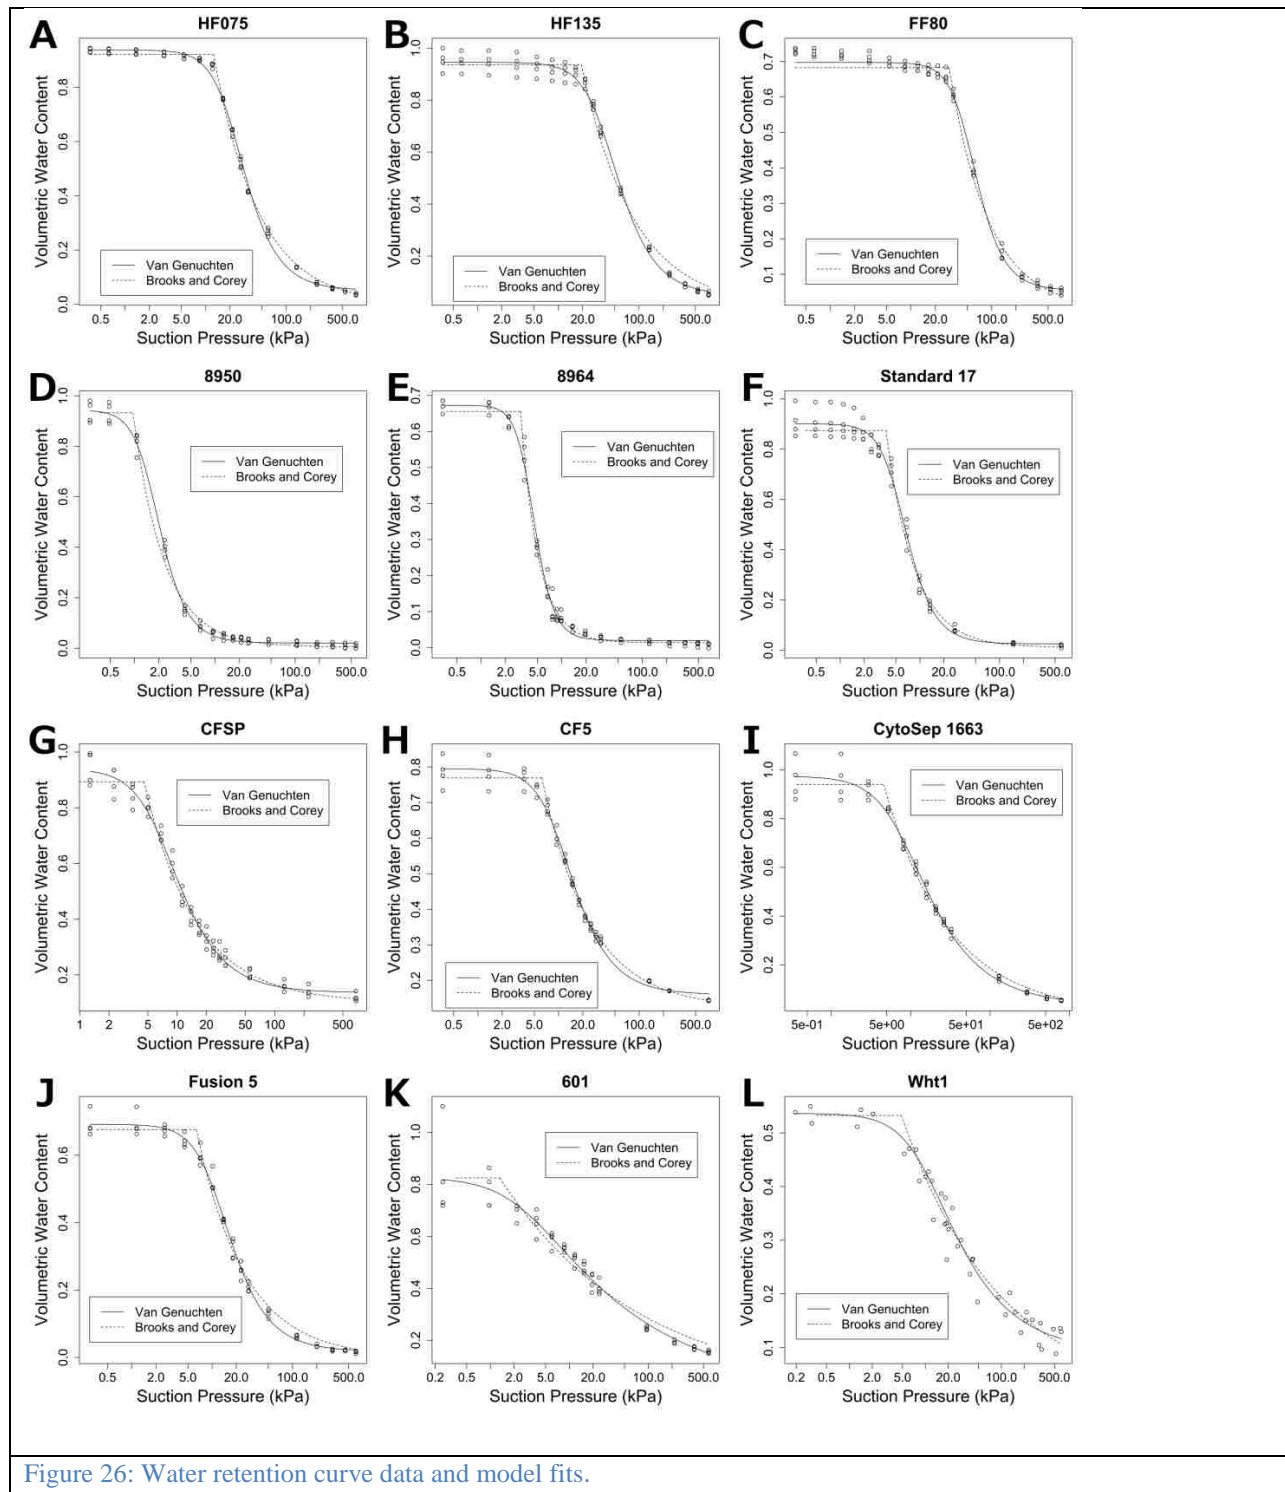 A HF075
Volumetric Water Content
0.0 0.2 0.4 0.6 0.8
Van Genuchten
Brooks and Corey
0.5 2.0 5.0 20.0 100.0 500.0
Suction Pressure (kPa)
B HF135
Volumetric Water Content
0.2 0.4 0.6 0.8 1.0
Van Genuchten
Brooks and Corey
0.5 2.0 5.0 20.0 100.0 500.0
Suction Pressure (kPa)
C FF80
Volumetric Water Content
0.1 0.2 0.3 0.4 0.5 0.6 0.7
Van Genuchten
Brooks and Corey
0.5 2.0 5.0 20.0 100.0 500.0
Suction Pressure (kPa)
D 8950
Volumetric Water Content
0.0 0.2 0.4 0.6 0.8 1.0
Van Genuchten
Brooks and Corey
0.5 2.0 5.0 20.0 100.0 500.0
Suction Pressure (kPa)
E 8964
Volumetric Water Content
0.0 0.1 0.2 0.3 0.4 0.5 0.6 0.7
Van Genuchten
Brooks and Corey
0.5 2.0 5.0 20.0 100.0 500.0
Suction Pressure (kPa)
F Standard 17
Volumetric Water Content
0.0 0.2 0.4 0.6 0.8 1.0
Van Genuchten
Brooks and Corey
0.5 2.0 5.0 20.0 100.0 500.0
Suction Pressure (kPa)
G CFSP
Volumetric Water Content
0.2 0.4 0.6 0.8 1.0
Van Genuchten
Brooks and Corey
1 2 5 10 20 50 100 500
Suction Pressure (kPa)
H CF5
Volumetric Water Content
0.2 0.3 0.4 0.5 0.6 0.7 0.8
Van Genuchten
Brooks and Corey
0.5 2.0 5.0 20.0 100.0 500.0
Suction Pressure (kPa)
I CytoSep 1663
Volumetric Water Content
0.2 0.4 0.6 0.8 1.0
Van Genuchten
Brooks and Corey
5e-01 5e+00 5e+01 5e+02
Suction Pressure (kPa)
J Fusion 5
Volumetric Water Content
0.0 0.2 0.4 0.6
Van Genuchten
Brooks and Corey
0.5 2.0 5.0 20.0 100.0 500.0
Suction Pressure (kPa)
K 601
Volumetric Water Content
0.2 0.4 0.6 0.8 1.0
Van Genuchten
Brooks and Corey
0.2 0.5 2.0 5.0 20.0 100.0 500.0
Suction Pressure (kPa)
L Wht1
Volumetric Water Content
0.1 0.2 0.3 0.4 0.5
Van Genuchten
Brooks and Corey
0.2 0.5 2.0 5.0 20.0 100.0 500.0
Suction Pressure (kPa)
Figure 26: Water retention curve data and model fits.